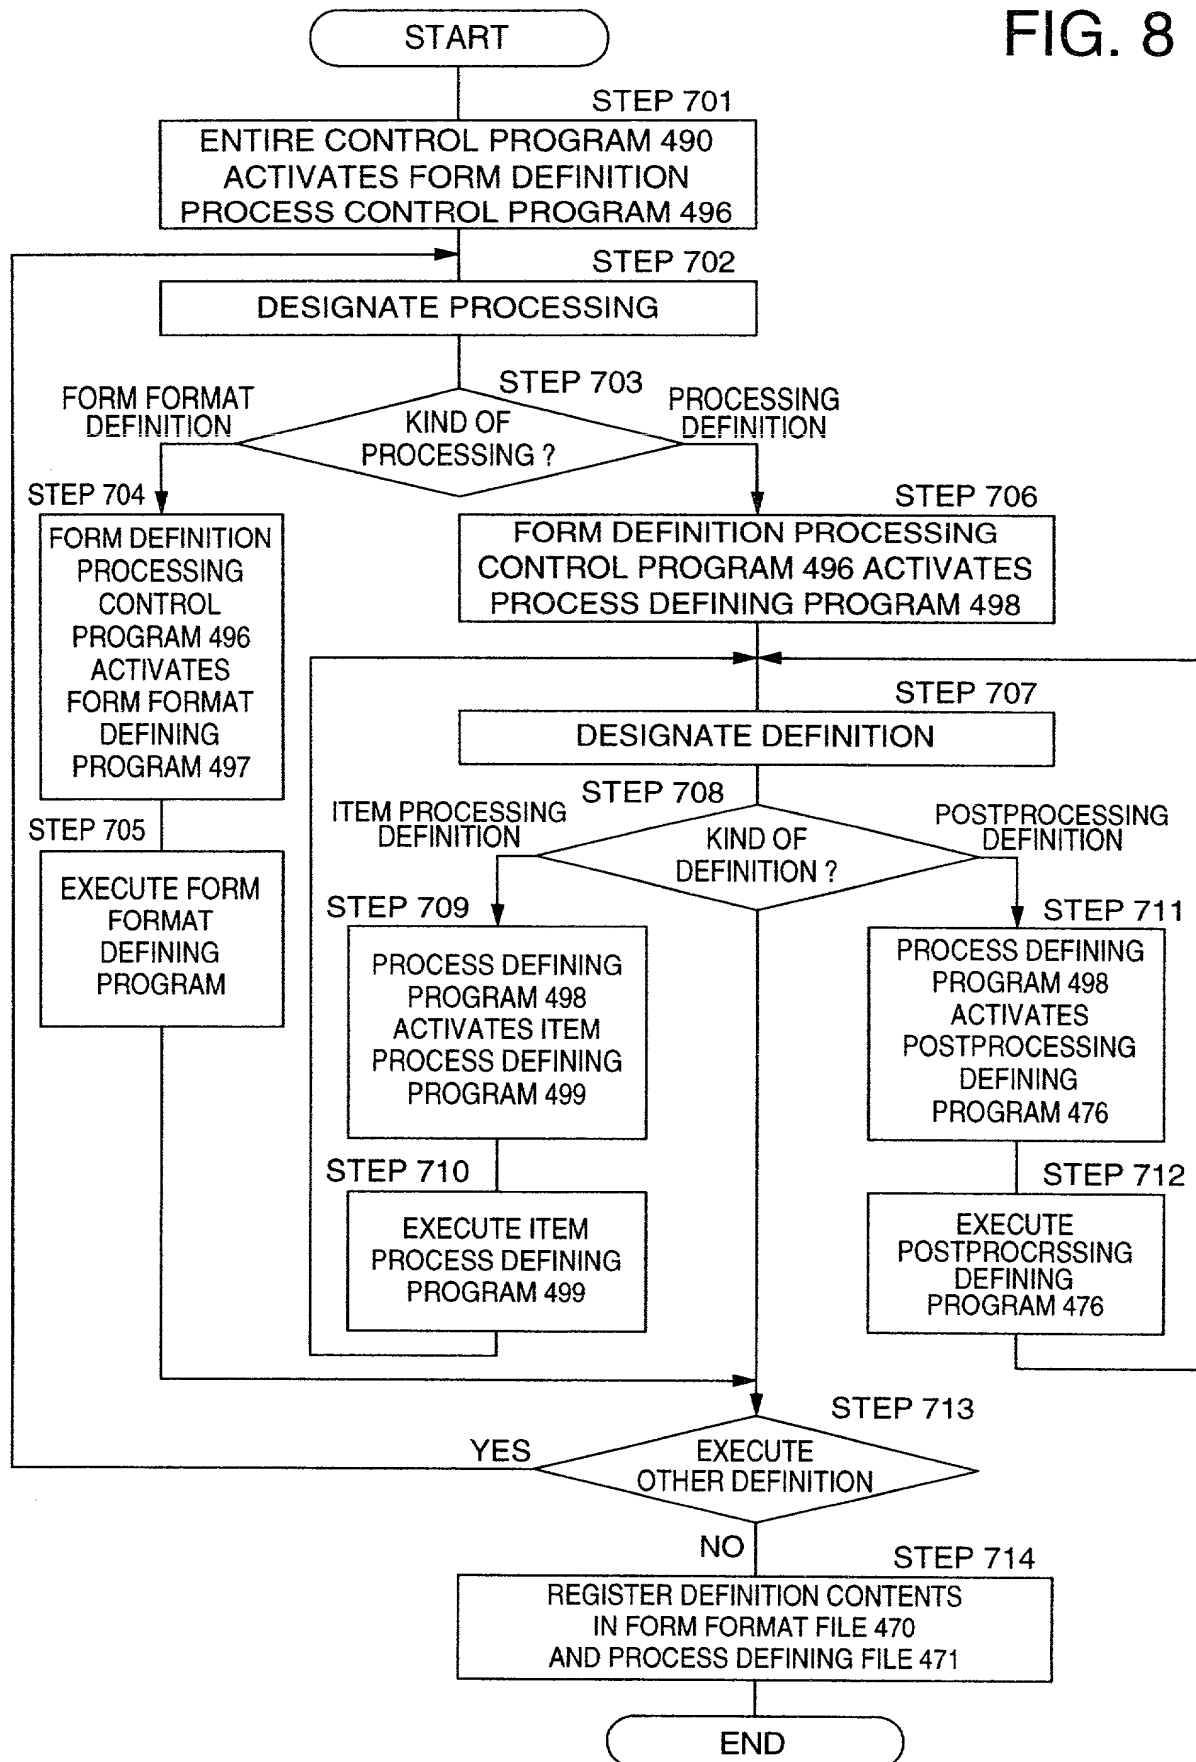 FIG. 8
START
STEP 701
ENTIRE CONTROL PROGRAM 490
ACTIVATES FORM DEFINITION
PROCESS CONTROL PROGRAM 496
STEP 702
DESIGNATE PROCESSING
STEP 703
KIND OF
PROCESSING ?
FORM FORMAT
DEFINITION
PROCESSING
DEFINITION
STEP 704
FORM DEFINITION
PROCESSING
CONTROL
PROGRAM 496
ACTIVATES
FORM FORMAT
DEFINING
PROGRAM 497
STEP 705
EXECUTE FORM
FORMAT
DEFINING
PROGRAM
STEP 706
FORM DEFINITION PROCESSING
CONTROL PROGRAM 496 ACTIVATES
PROCESS DEFINING PROGRAM 498
STEP 707
DESIGNATE DEFINITION
STEP 708
KIND OF
DEFINITION ?
ITEM PROCESSING
DEFINITION
POSTPROCESSING
DEFINITION
STEP 709
PROCESS DEFINING
PROGRAM 498
ACTIVATES ITEM
PROCESS DEFINING
PROGRAM 499
STEP 710
EXECUTE ITEM
PROCESS DEFINING
PROGRAM 499
STEP 711
PROCESS DEFINING
PROGRAM 498
ACTIVATES
POSTPROCESSING
DEFINING
PROGRAM 476
STEP 712
EXECUTE
POSTPROCRSSING
DEFINING
PROGRAM 476
STEP 713
EXECUTE
OTHER DEFINITION
YES
NO
STEP 714
REGISTER DEFINITION CONTENTS
IN FORM FORMAT FILE 470
AND PROCESS DEFINING FILE 471
END